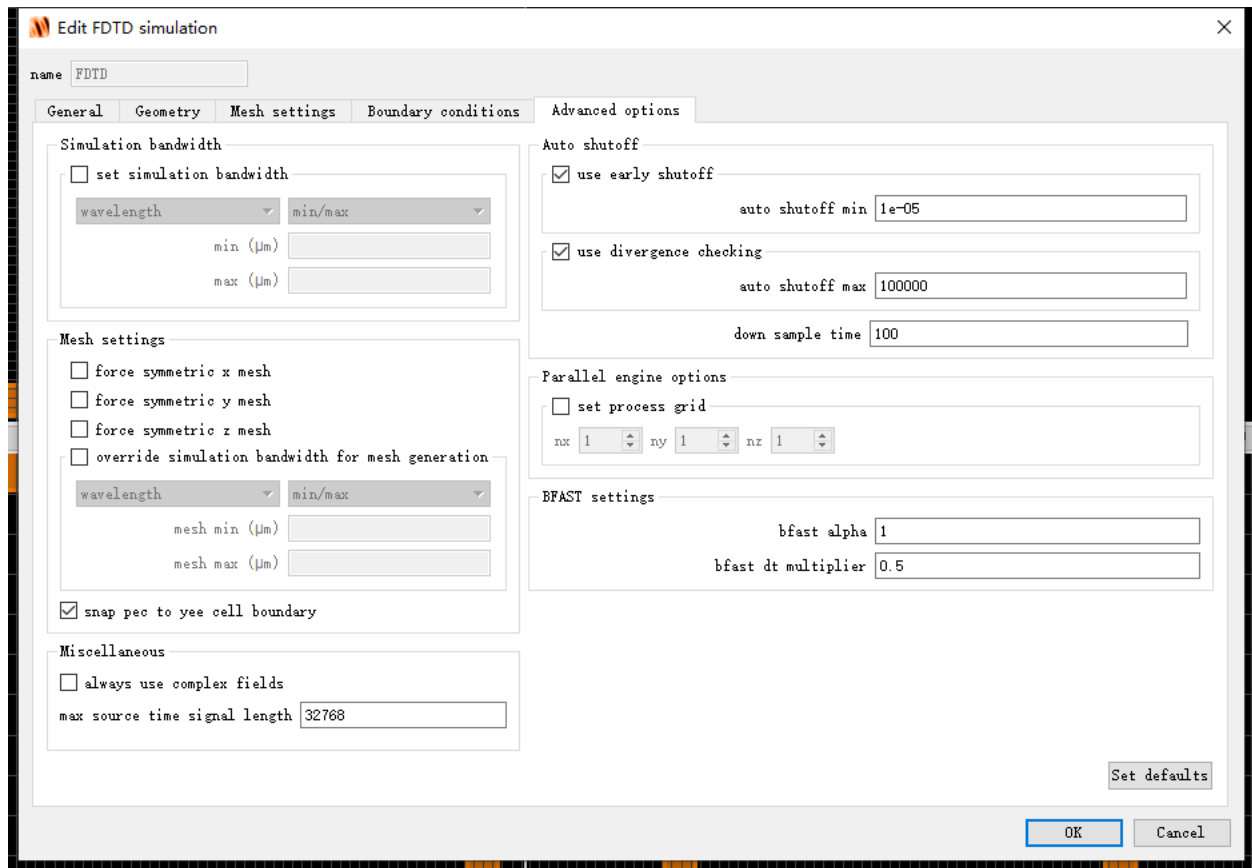 Edit FDTD simulation
name FDTD
General Geometry Mesh settings Boundary conditions Advanced options
Simulation bandwidth
set simulation bandwidth
wavelength min/max
min (μm)
max (μm)
Mesh settings
force symmetric x mesh
force symmetric y mesh
force symmetric z mesh
override simulation bandwidth for mesh generation
wavelength min/max
mesh min (μm)
mesh max (μm)
snap pec to yee cell boundary
Miscellaneous
always use complex fields
max source time signal length 32768
Auto shutoff
use early shutoff
auto shutoff min 1e-05
use divergence checking
auto shutoff max 100000
down sample time 100
Parallel engine options
set process grid
nx 1 ny 1 nz 1
BFAST settings
bfast alpha 1
bfast dt multiplier 0.5
Set defaults
OK Cancel